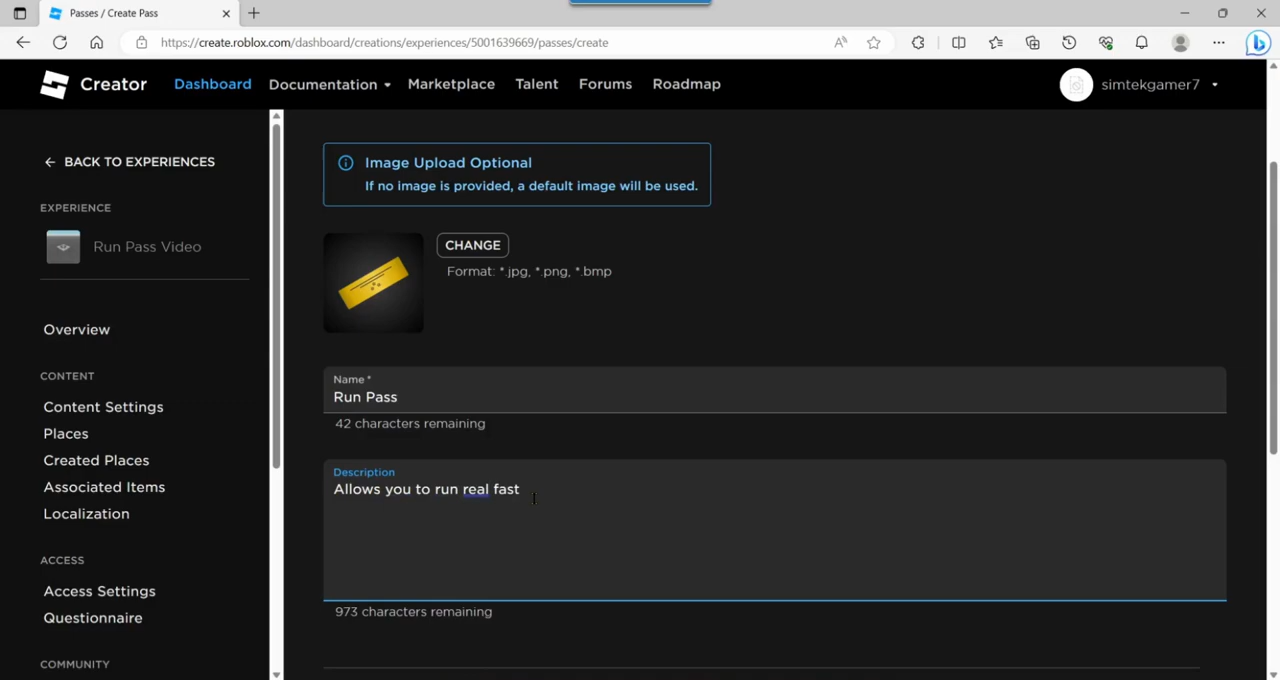 Passes / Create Pass
https://create.roblox.com/dashboard/creations/experiences/5001639669/passes/create
Creator Dashboard Documentation Marketplace Talent Forums Roadmap simtekgamer7
BACK TO EXPERIENCES
EXPERIENCE
Run Pass Video
Overview
CONTENT
Content Settings
Places
Created Places
Associated Items
Localization
ACCESS
Access Settings
Questionnaire
COMMUNITY
Image Upload Optional
If no image is provided, a default image will be used.
CHANGE
Format: *.jpg, *.png, *.bmp
Name *
Run Pass
42 characters remaining
Description
Allows you to run real fast
973 characters remaining